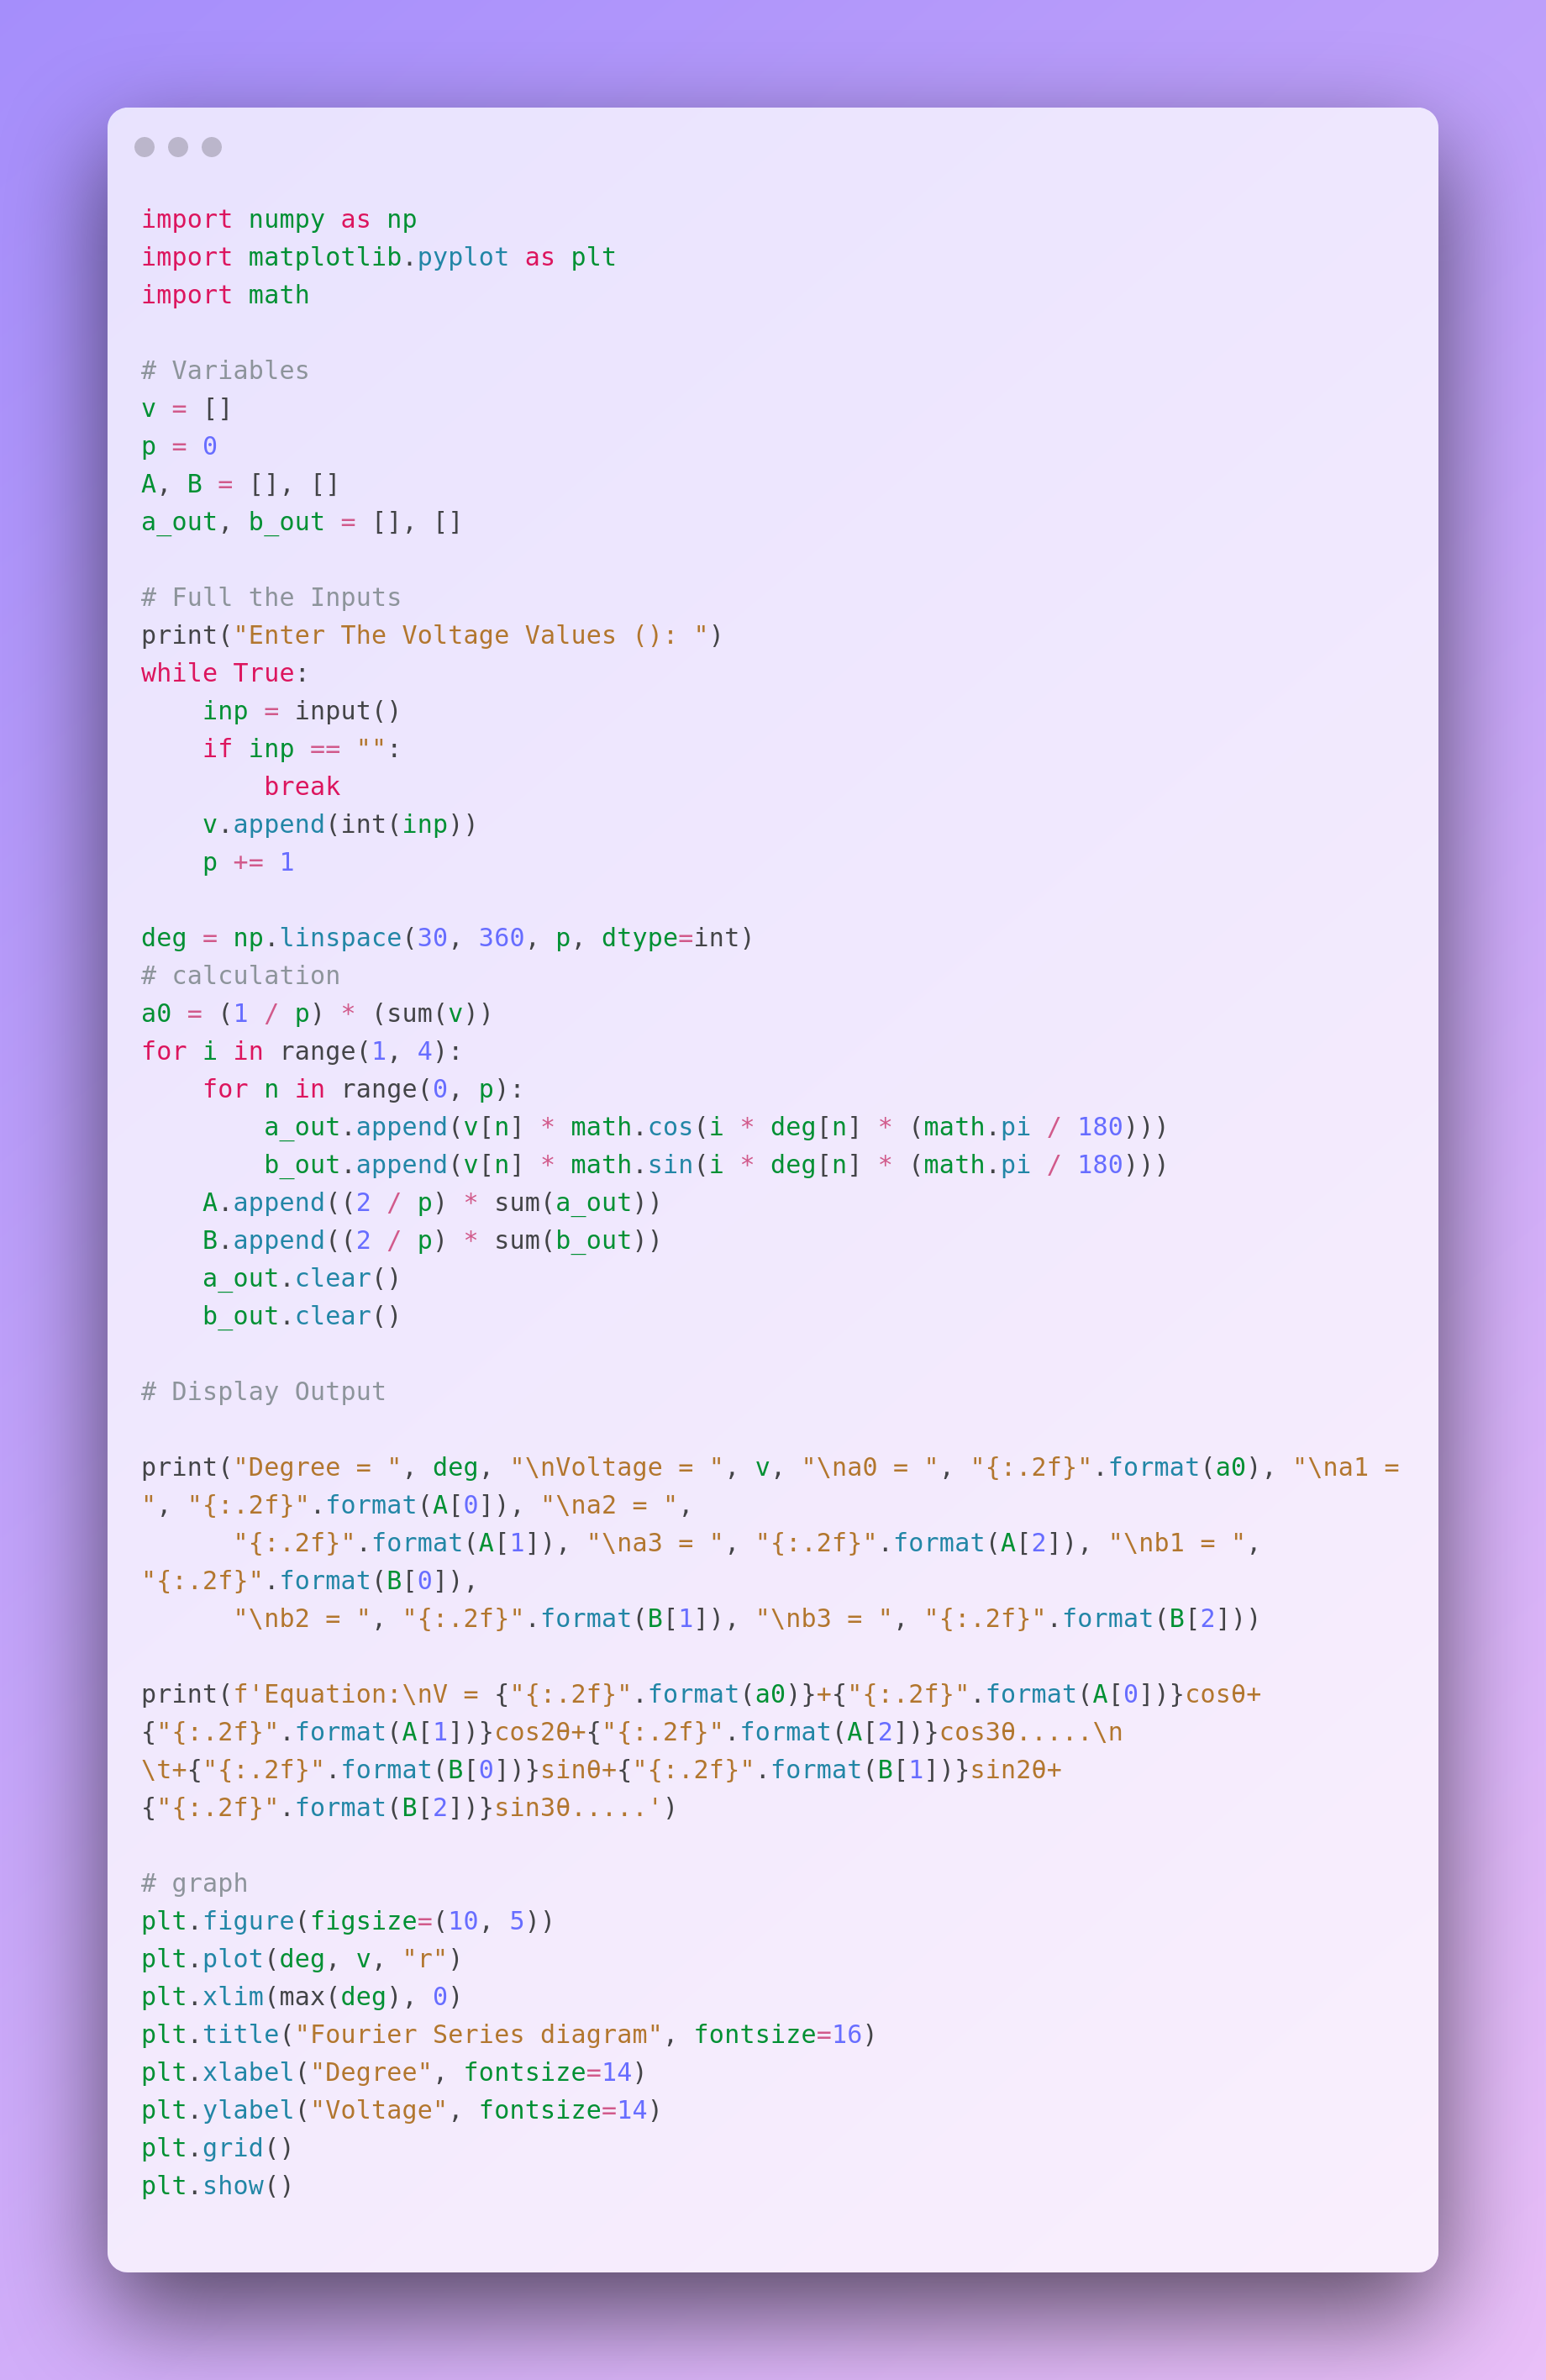 import numpy as np
import matplotlib.pyplot as plt
import math

# Variables
v = []
p = 0
A, B = [], []
a_out, b_out = [], []

# Full the Inputs
print("Enter The Voltage Values (): ")
while True:
    inp = input()
    if inp == "":
        break
    v.append(int(inp))
    p += 1

deg = np.linspace(30, 360, p, dtype=int)
# calculation
a0 = (1 / p) * (sum(v))
for i in range(1, 4):
    for n in range(0, p):
        a_out.append(v[n] * math.cos(i * deg[n] * (math.pi / 180)))
        b_out.append(v[n] * math.sin(i * deg[n] * (math.pi / 180)))
    A.append((2 / p) * sum(a_out))
    B.append((2 / p) * sum(b_out))
    a_out.clear()
    b_out.clear()

# Display Output

print("Degree = ", deg, "\nVoltage = ", v, "\na0 = ", "{:.2f}".format(a0), "\na1 =
", "{:.2f}".format(A[0]), "\na2 = ",
      "{:.2f}".format(A[1]), "\na3 = ", "{:.2f}".format(A[2]), "\nb1 = ",
"{:.2f}".format(B[0]),
      "\nb2 = ", "{:.2f}".format(B[1]), "\nb3 = ", "{:.2f}".format(B[2]))

print(f'Equation:\nV = {"{:.2f}".format(a0)}+{"{:.2f}".format(A[0])}cosθ+
{"{:.2f}".format(A[1])}cos2θ+{"{:.2f}".format(A[2])}cos3θ.....\n
\t+{"{:.2f}".format(B[0])}sinθ+{"{:.2f}".format(B[1])}sin2θ+
{"{:.2f}".format(B[2])}sin3θ.....')

# graph
plt.figure(figsize=(10, 5))
plt.plot(deg, v, "r")
plt.xlim(max(deg), 0)
plt.title("Fourier Series diagram", fontsize=16)
plt.xlabel("Degree", fontsize=14)
plt.ylabel("Voltage", fontsize=14)
plt.grid()
plt.show()